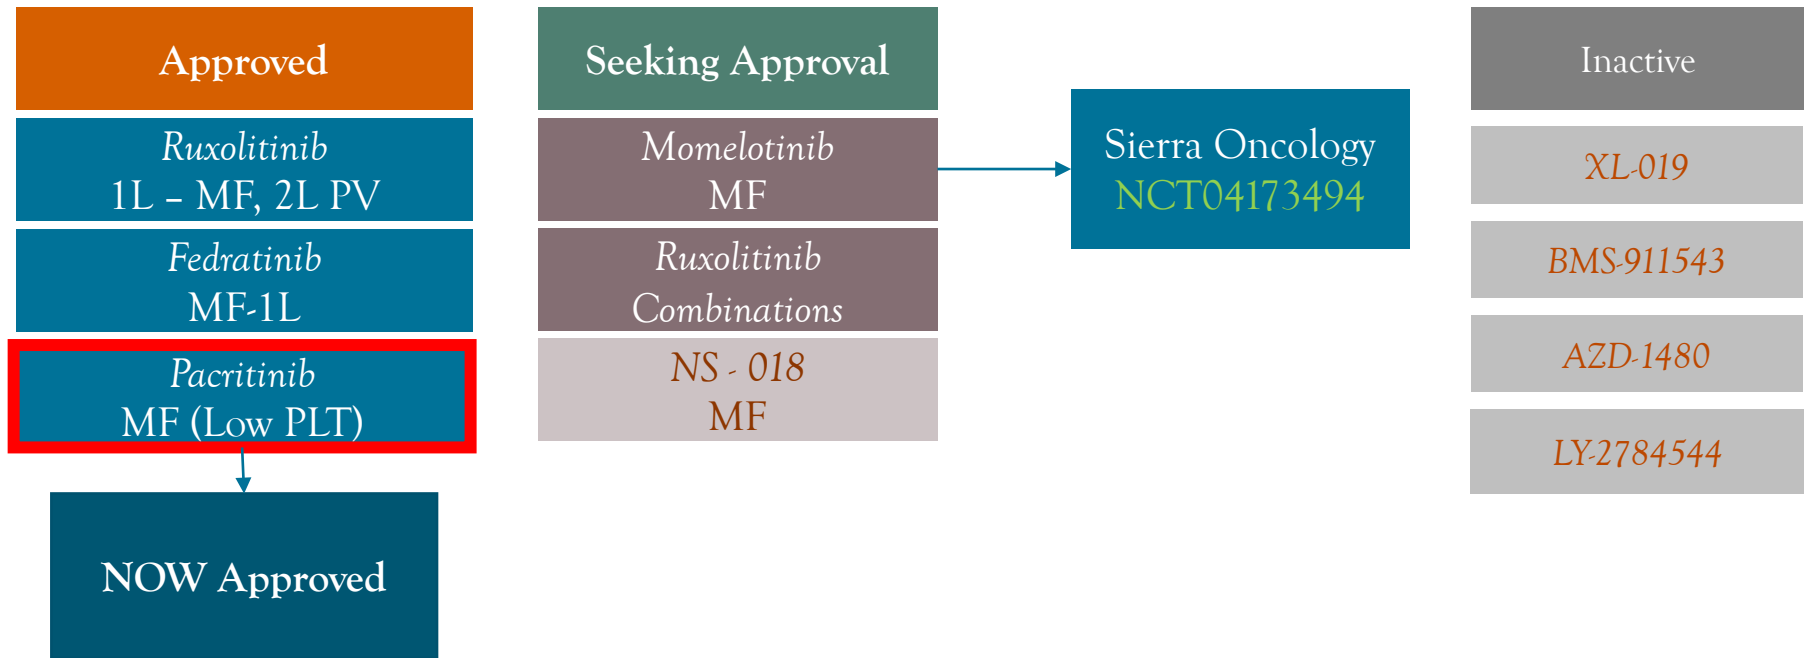 Approved
Ruxolitinib
1L – MF, 2L PV
Fedratinib
MF-1L
Pacritinib
MF (Low PLT)
NOW Approved
Seeking Approval
Momelotinib
MF
Ruxolitinib
Combinations
NS - 018
MF
Sierra Oncology
NCT04173494
Inactive
XL-019
BMS-911543
AZD-1480
LY-2784544